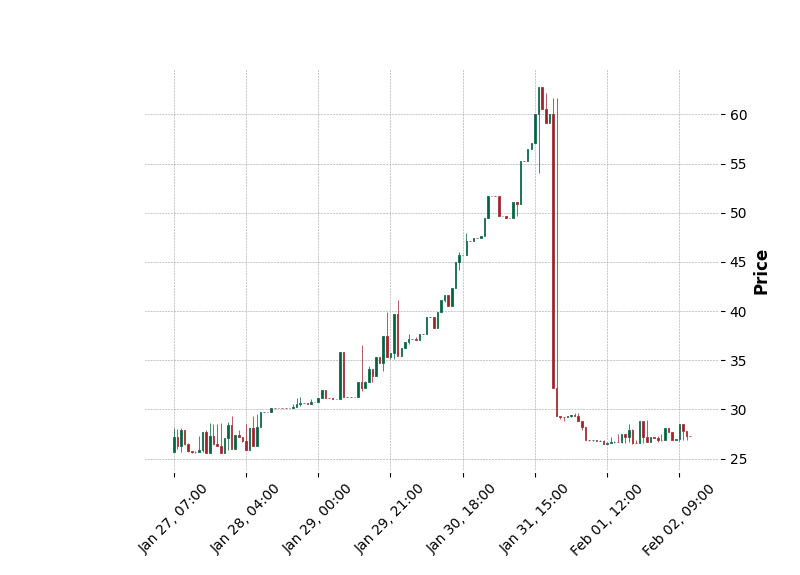 60
55
50
45
40
35
30
25
Price
Jan 27, 07:00
Jan 28, 04:00
Jan 29, 00:00
Jan 29, 21:00
Jan 30, 18:00
Jan 31, 15:00
Feb 01, 12:00
Feb 02, 09:00